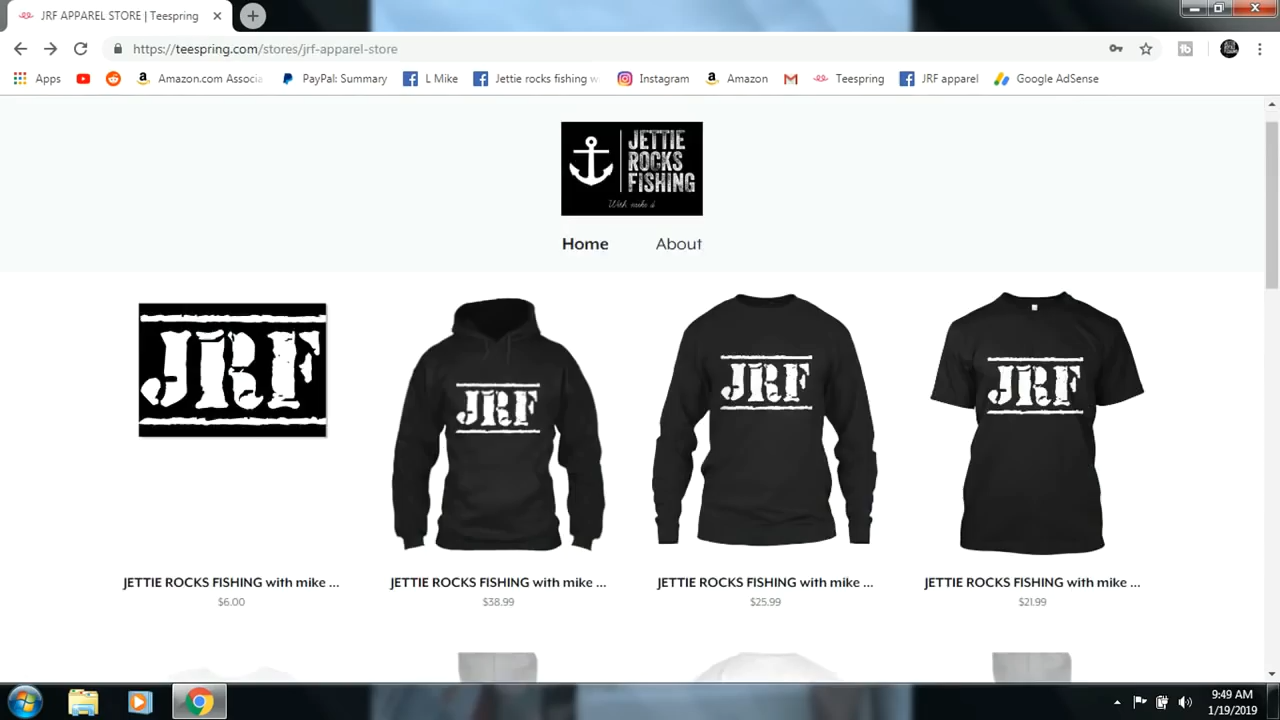 JRF APPAREL STORE | Teespring
https://teespring.com/stores/jrf-apparel-store
Apps
Amazon.com Associa
PayPal: Summary
L Mike
Jettie rocks fishing w
Instagram
Amazon
Teespring
JRF apparel
Google AdSense
JETTIE
ROCKS
FISHING
With mike d
Home
About
JRF
JRF
JRF
JRF
JETTIE ROCKS FISHING with mike ...
$6.00
JETTIE ROCKS FISHING with mike ...
$38.99
JETTIE ROCKS FISHING with mike ...
$25.99
JETTIE ROCKS FISHING with mike ...
$21.99
9:49 AM
1/19/2019